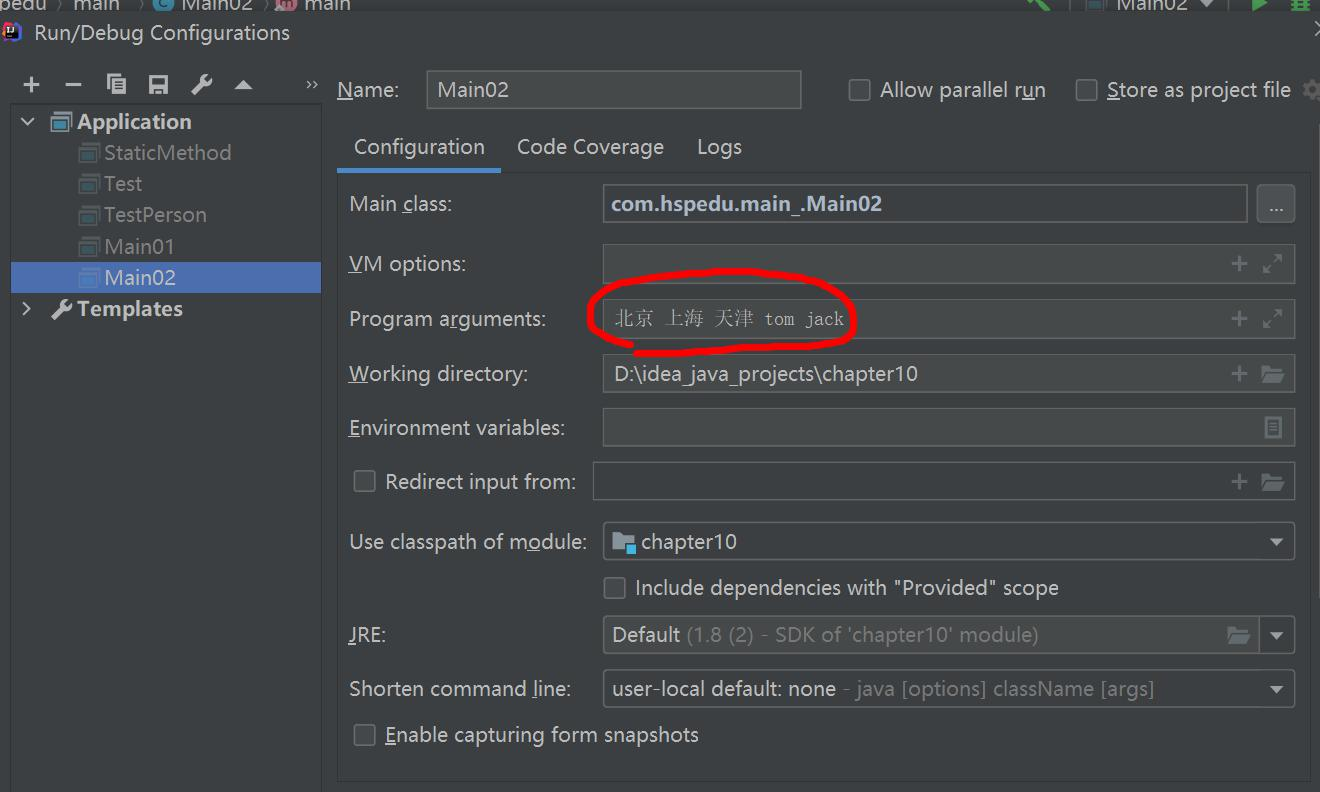 pedu main Main02 main Main02
Run/Debug Configurations
Name: Main02 Allow parallel run Store as project file
Application
StaticMethod
Test
TestPerson
Main01
Main02
Templates
Configuration Code Coverage Logs
Main class: com.hspedu.main_.Main02 ...
VM options:
Program arguments: 北京 上海 天津 tom jack
Working directory: D:\idea_java_projects\chapter10
Environment variables:
Redirect input from:
Use classpath of module: chapter10
Include dependencies with "Provided" scope
JRE: Default (1.8 (2) - SDK of 'chapter10' module)
Shorten command line: user-local default: none - java [options] className [args]
Enable capturing form snapshots